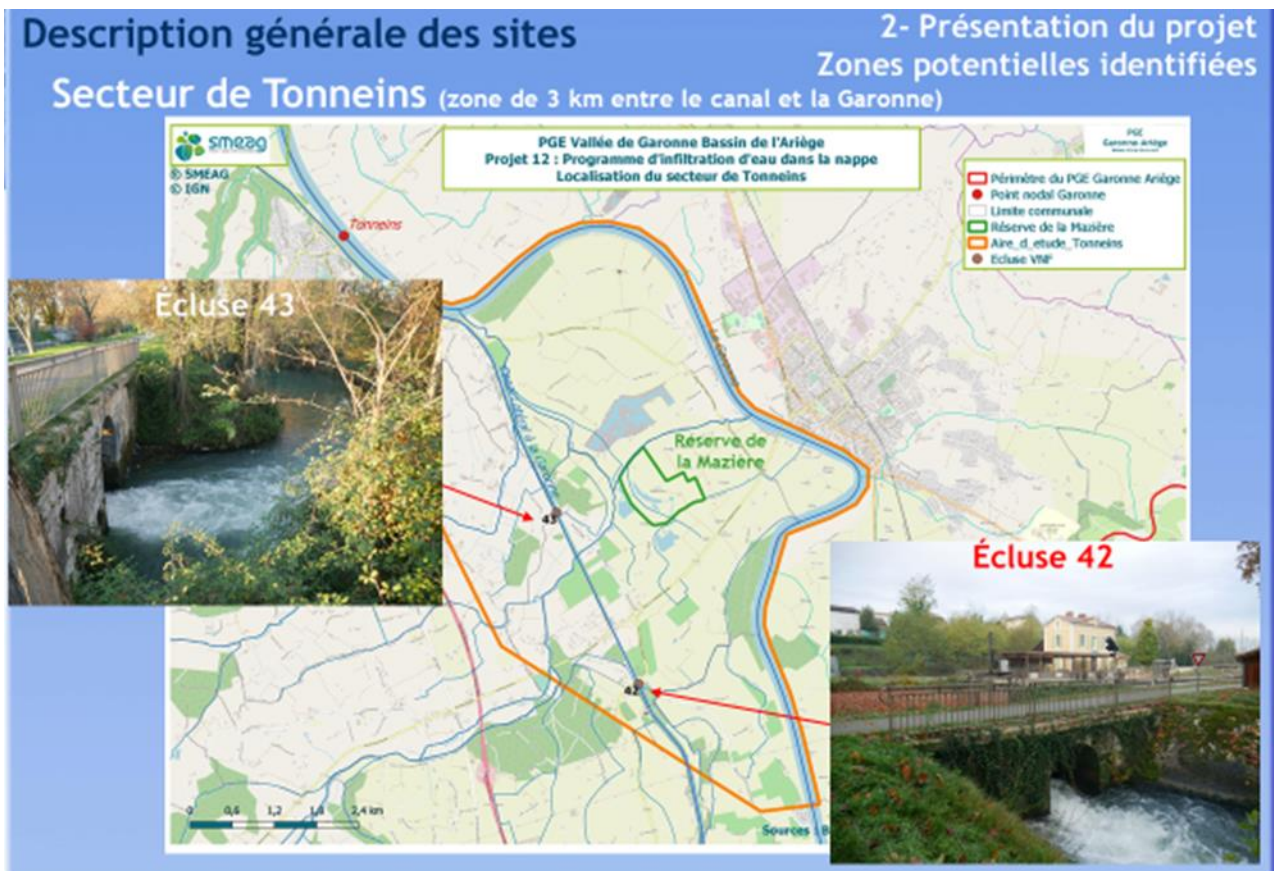 Description générale des sites
2- Présentation du projet
Zones potentielles identifiées
Secteur de Tonneins (zone de 3 km entre le canal et la Garonne)
smeag
© SMEAG
© IGN
PGE Vallée de Garonne Bassin de l'Ariège
Projet 12 : Programme d'infiltration d'eau dans la nappe
Localisation du secteur de Tonneins
PGE
Garonne Ariège
Périmètre du PGE Garonne Ariège
Point nodal Garonne
Limite communale
Réserve de la Mazière
Aire_d_etude_Tonneins
Ecluse VNF
Tonneins
Écluse 43
Réserve de
la Mazière
43
Écluse 42
42
0 0,6 1,2 1,8 2,4 km
Sources : B